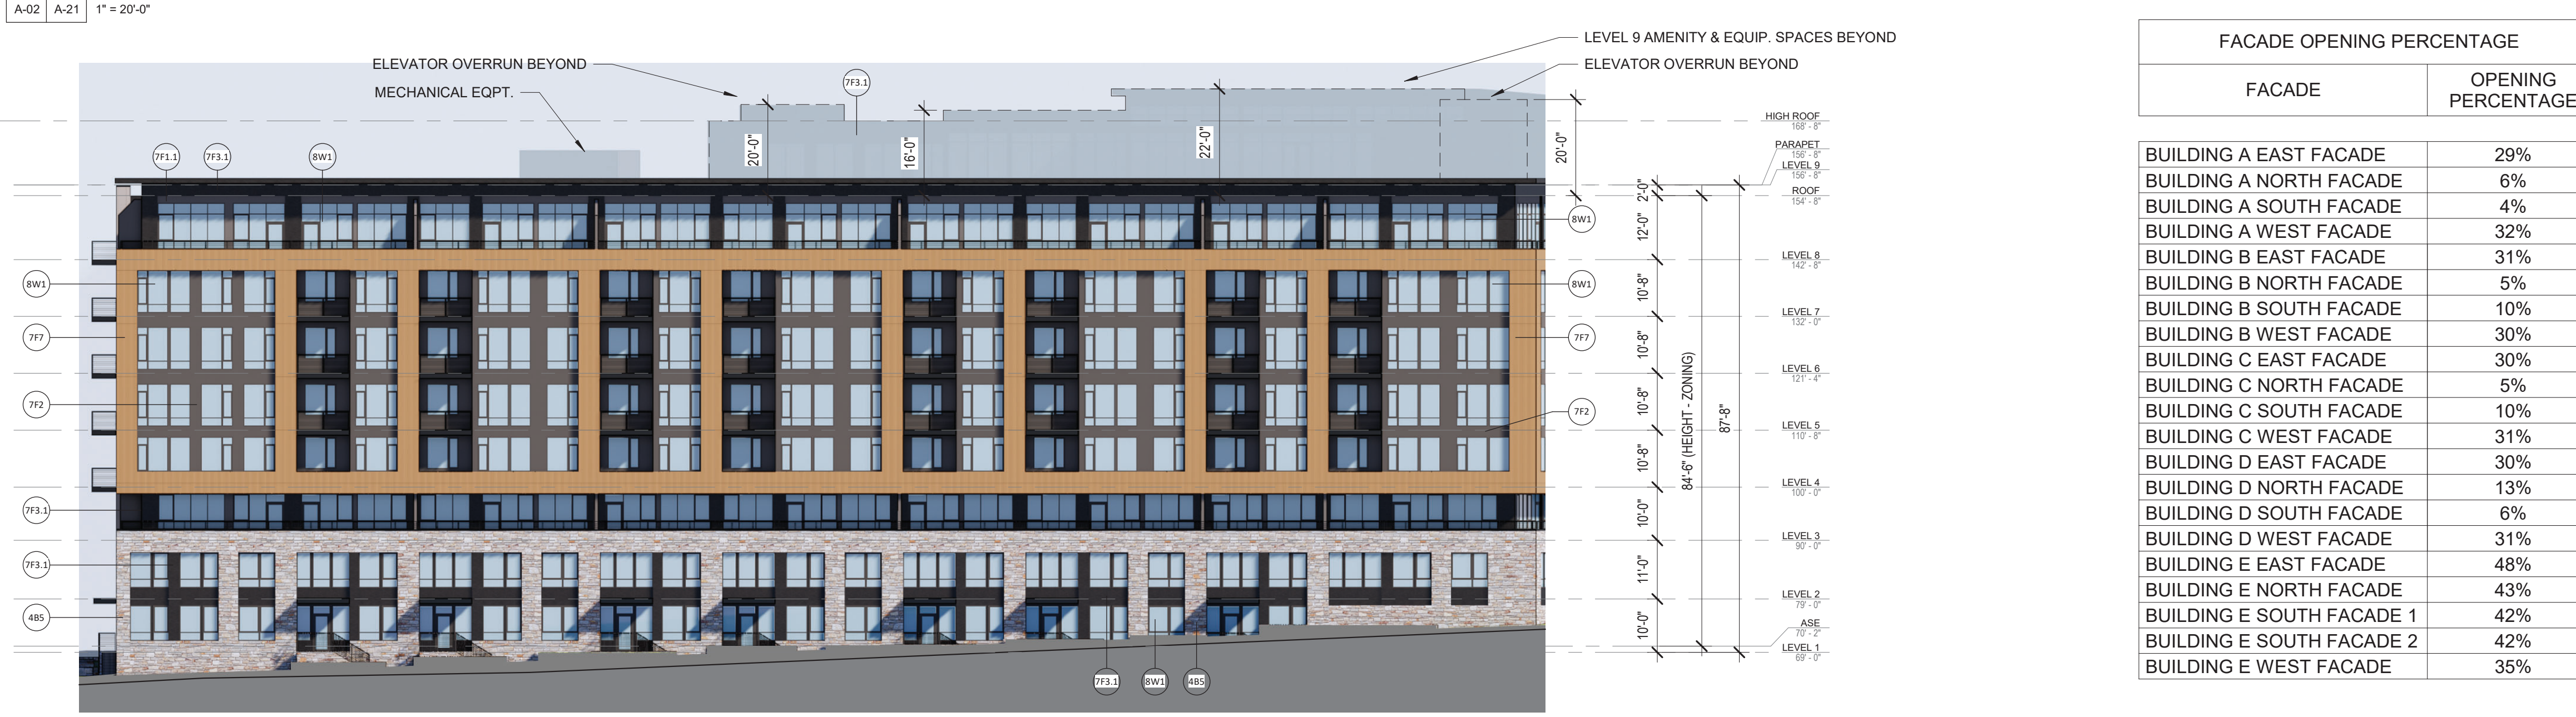 A-02 A-21 1" = 20'-0"
LEVEL 9 AMENITY & EQUIP. SPACES BEYOND
ELEVATOR OVERRUN BEYOND
ELEVATOR OVERRUN BEYOND
MECHANICAL EQPT.
7F3.1
7F1.1
7F3.1
8W1
20'-0"
16'-0"
22'-0"
20'-0"
8W1
7F7
7F2
7F3.1
7F3.1
4B5
8W1
8W1
7F7
7F2
7F3.1
8W1
4B5
2'-0"
12'-0"
10'-8"
10'-8"
10'-8"
10'-8"
10'-0"
11'-0"
10'-0"
84'-6" (HEIGHT - ZONING)
87'-8"
HIGH ROOF
168' - 8"
PARAPET
156' - 8"
LEVEL 9
156' - 8"
ROOF
154' - 8"
LEVEL 8
142' - 8"
LEVEL 7
132' - 0"
LEVEL 6
121' - 4"
LEVEL 5
110' - 8"
LEVEL 4
100' - 0"
LEVEL 3
90' - 0"
LEVEL 2
79' - 0"
ASE
70' - 2"
LEVEL 1
69' - 0"
FACADE OPENING PERCENTAGE
FACADE
OPENING
PERCENTAGE
BUILDING A EAST FACADE 29%
BUILDING A NORTH FACADE 6%
BUILDING A SOUTH FACADE 4%
BUILDING A WEST FACADE 32%
BUILDING B EAST FACADE 31%
BUILDING B NORTH FACADE 5%
BUILDING B SOUTH FACADE 10%
BUILDING B WEST FACADE 30%
BUILDING C EAST FACADE 30%
BUILDING C NORTH FACADE 5%
BUILDING C SOUTH FACADE 10%
BUILDING C WEST FACADE 31%
BUILDING D EAST FACADE 30%
BUILDING D NORTH FACADE 13%
BUILDING D SOUTH FACADE 6%
BUILDING D WEST FACADE 31%
BUILDING E EAST FACADE 48%
BUILDING E NORTH FACADE 43%
BUILDING E SOUTH FACADE 1 42%
BUILDING E SOUTH FACADE 2 42%
BUILDING E WEST FACADE 35%